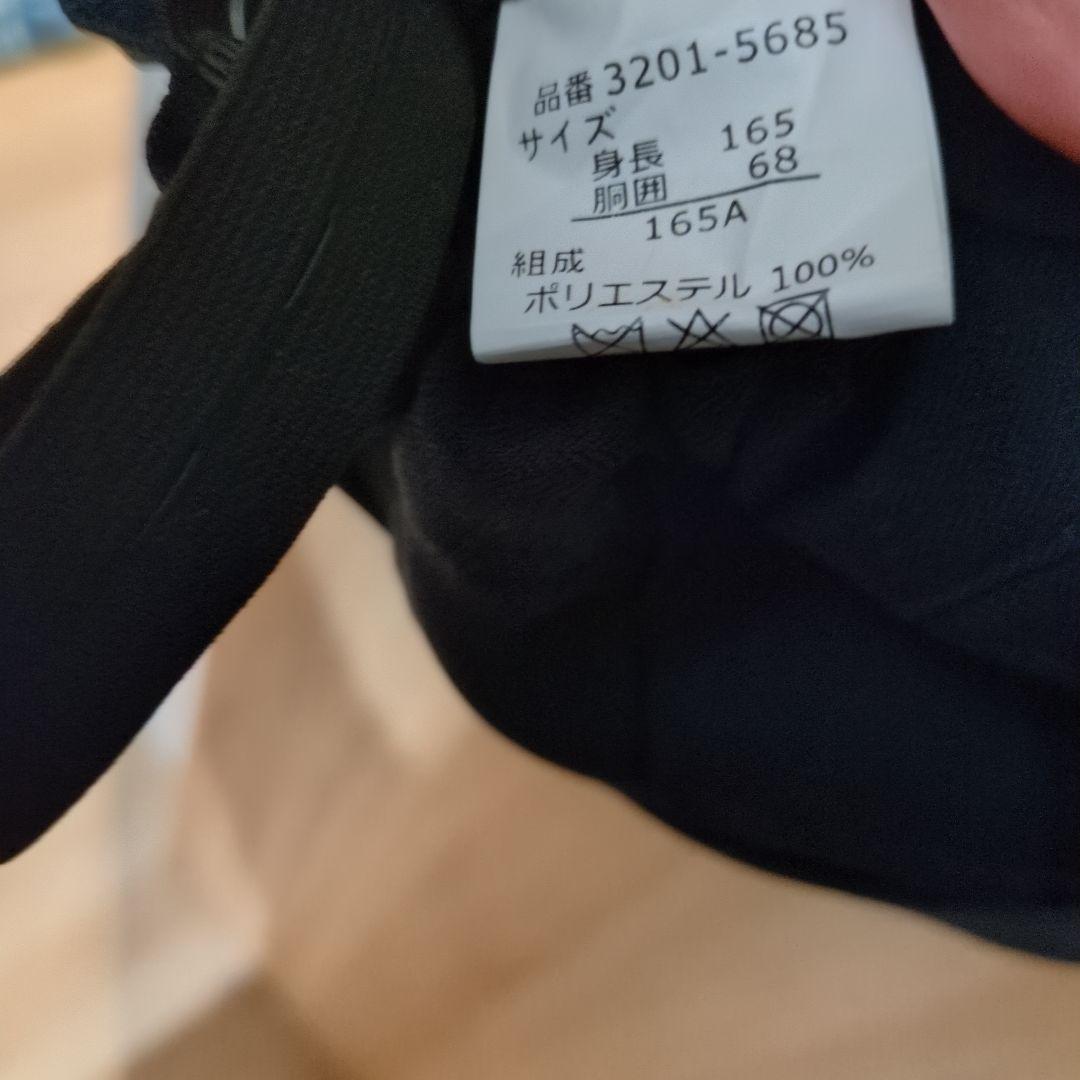 品番 3201-5685
サイズ
身長 165
胴囲 68
165A
組成
ポリエステル 100%